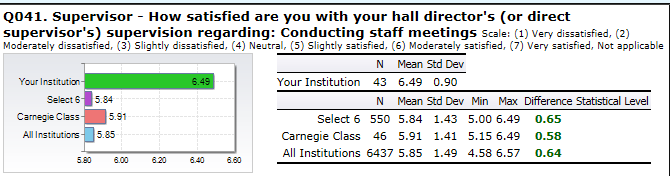 Q041. Supervisor - How satisfied are you with your hall director's (or direct
supervisor's) supervision regarding: Conducting staff meetings Scale: (1) Very dissatisfied, (2)
Moderately dissatisfied, (3) Slightly dissatisfied, (4) Neutral, (5) Slightly satisfied, (6) Moderately satisfied, (7) Very satisfied, Not applicable
Your Institution 6.49
Select 6 5.84
Carnegie Class 5.91
All Institutions 5.85
5.80 6.00 6.20 6.40 6.60
N Mean Std Dev
Your Institution 43 6.49 0.90
N Mean Std Dev Min Max Difference Statistical Level
Select 6 550 5.84 1.43 5.00 6.49 0.65
Carnegie Class 46 5.91 1.41 5.15 6.49 0.58
All Institutions 6437 5.85 1.49 4.58 6.57 0.64